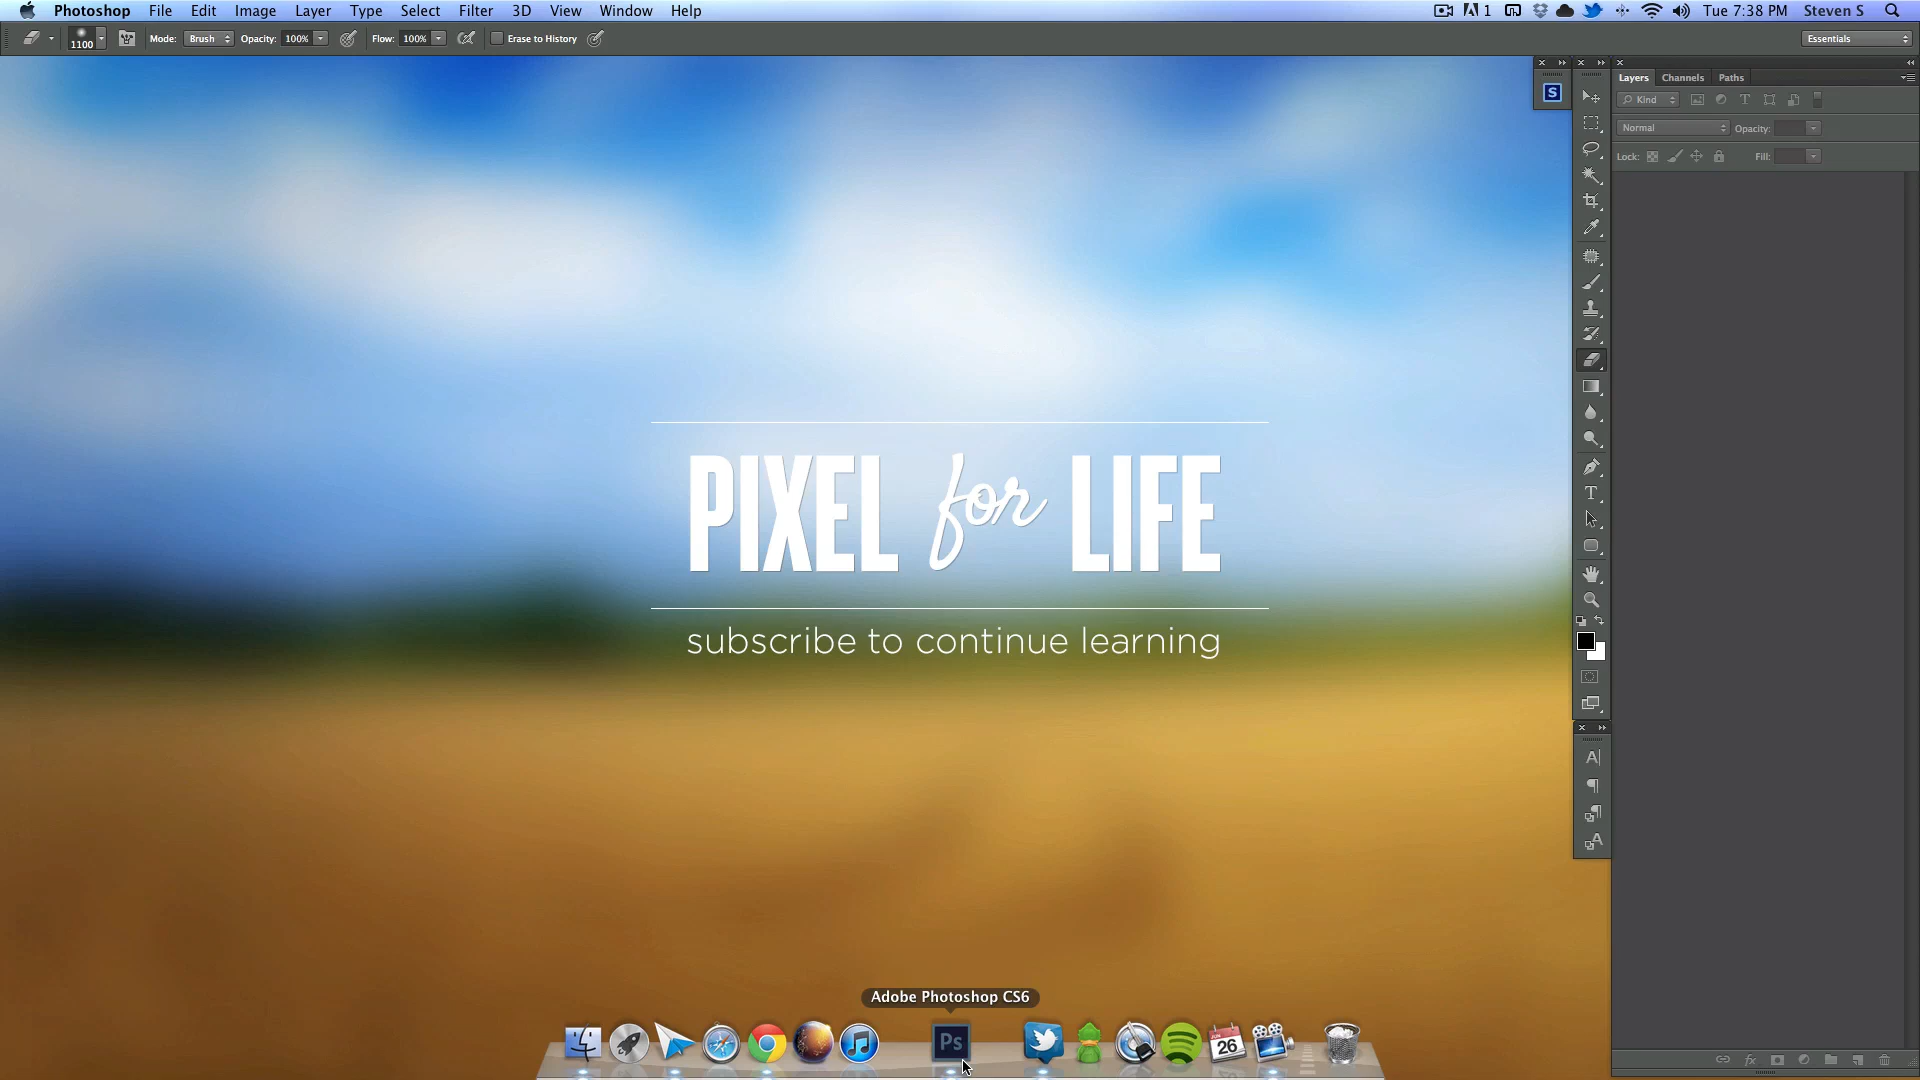 Photoshop File Edit Image Layer Type Select Filter 3D View Window Help 1 Tue 7:38 PM Steven S
1100 Mode: Brush Opacity: 100% Flow: 100% Erase to History Essentials
Layers Channels Paths
Kind
Normal Opacity:
Lock: Fill:
PIXEL for LIFE
subscribe to continue learning
Adobe Photoshop CS6
Ps
26